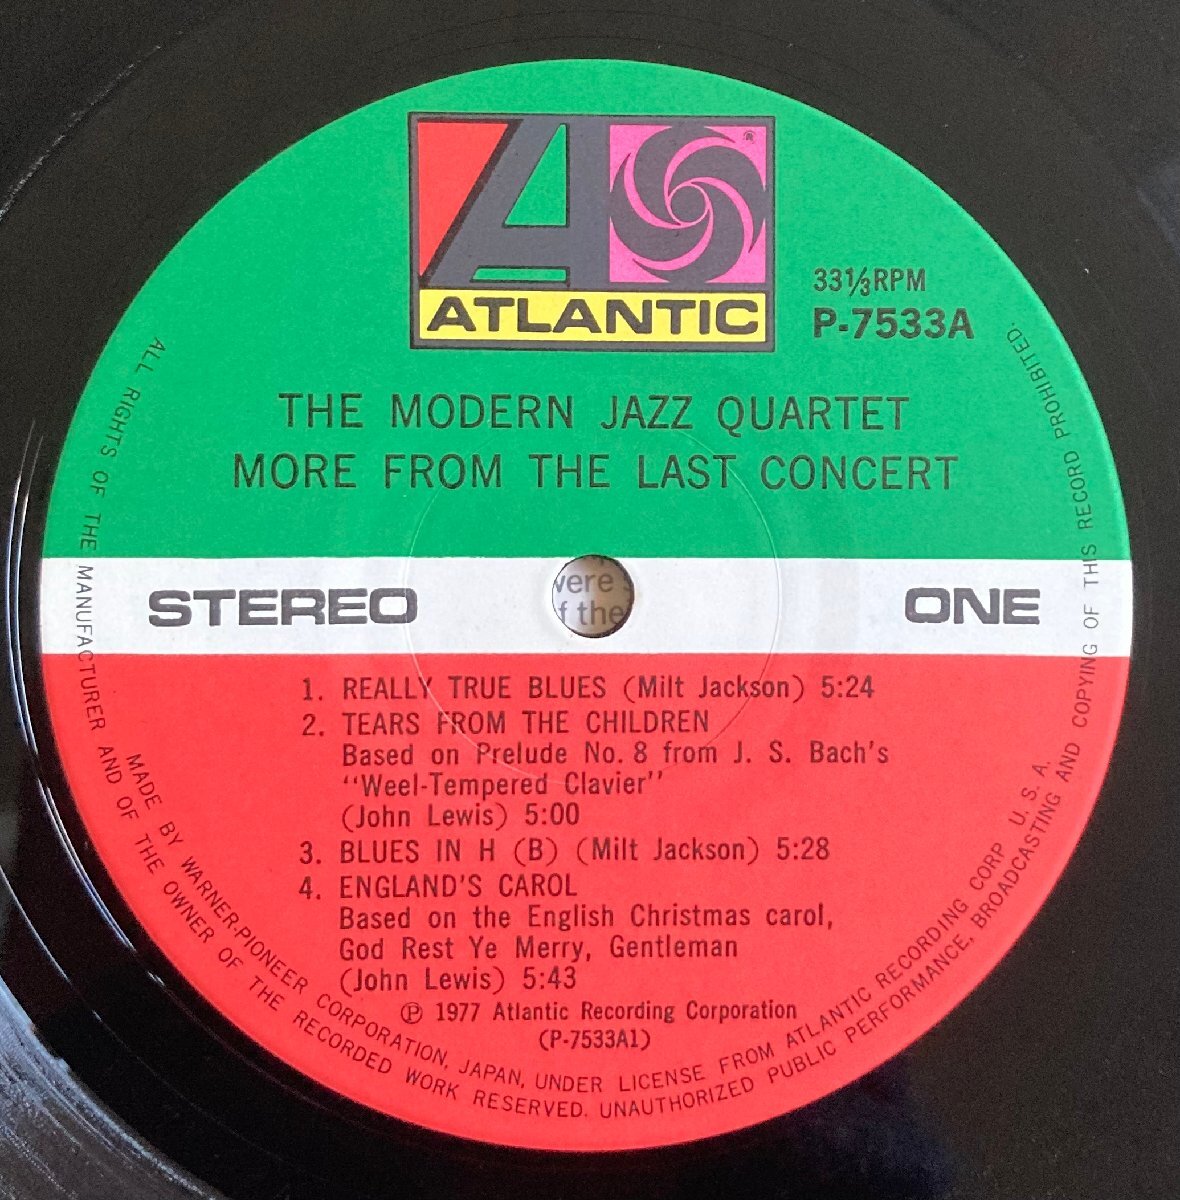 ATLANTIC
®
33⅓RPM
P-7533A
THE MODERN JAZZ QUARTET
MORE FROM THE LAST CONCERT
STEREO
ONE
were
f the
1. REALLY TRUE BLUES (Milt Jackson) 5:24
2. TEARS FROM THE CHILDREN
Based on Prelude No. 8 from J. S. Bach's
"Weel-Tempered Clavier"
(John Lewis) 5:00
3. BLUES IN H (B) (Milt Jackson) 5:28
4. ENGLAND'S CAROL
Based on the English Christmas carol,
God Rest Ye Merry, Gentleman
(John Lewis) 5:43
℗ 1977 Atlantic Recording Corporation
(P-7533A1)
MADE BY WARNER-PIONEER CORPORATION, JAPAN, UNDER LICENSE FROM ATLANTIC RECORDING CORP U. S. A.
ALL RIGHTS OF THE MANUFACTURER AND OF THE OWNER OF THE RECORDED WORK RESERVED. UNAUTHORIZED PUBLIC PERFORMANCE, BROADCASTING AND COPYING OF THIS RECORD PROHIBITED.